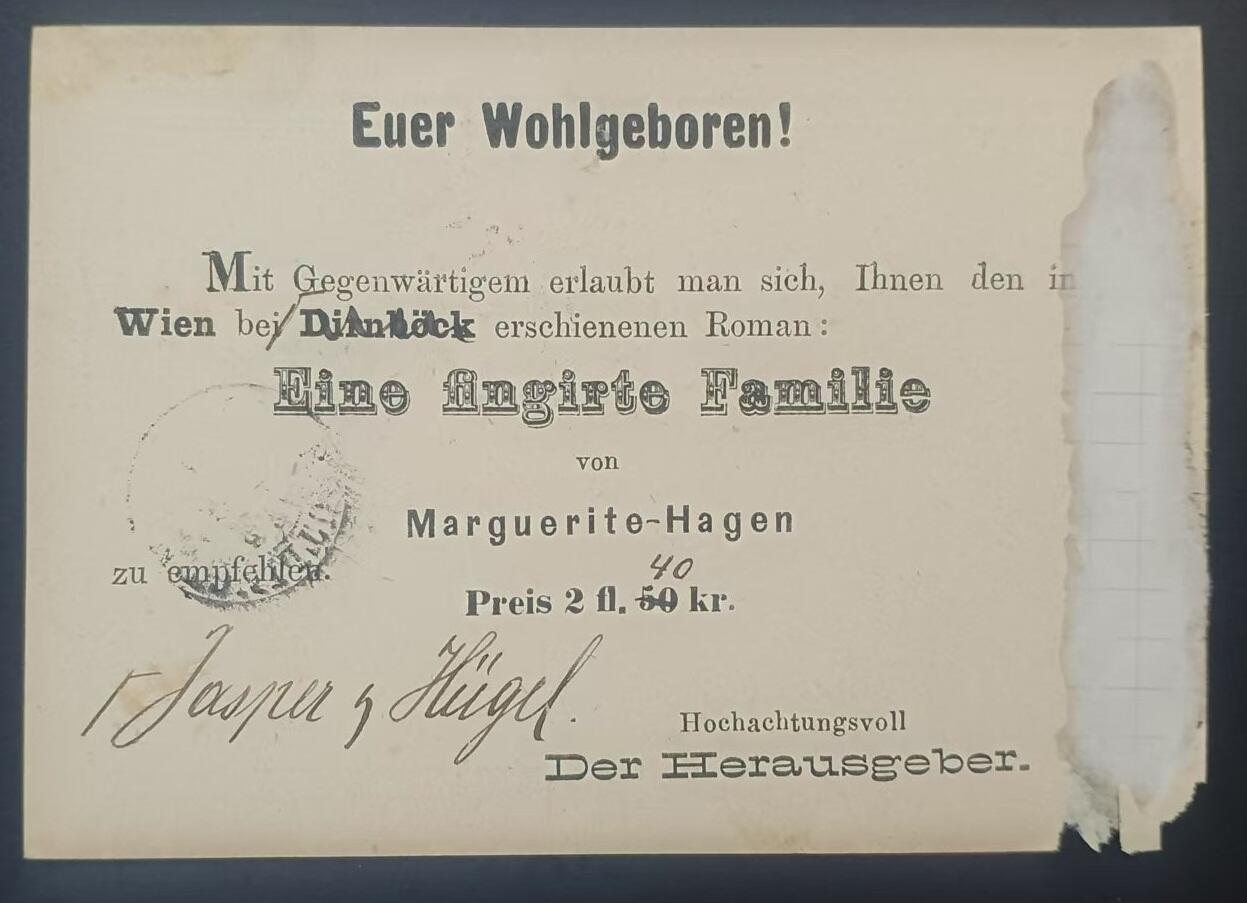 Euer Wohlgeboren!
Mit Gegenwärtigem erlaubt man sich, Ihnen den in
Wien bei erschienenen Roman:
Eine fingirte Familie
von
Marguerite-Hagen
zu empfehlen.
40
Preis 2 fl. 50 kr.
Jasper & Hügel.
Hochachtungsvoll
Der Herausgeber.